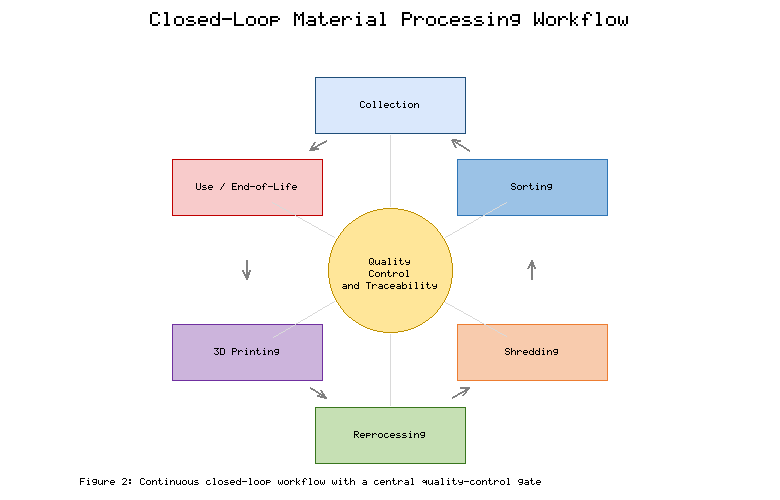 Closed-Loop Material Processing Workflow
Collection
Use / End-of-Life
Sorting
Quality
Control
and Traceability
3D Printing
Shredding
Reprocessing
Figure 2: Continuous closed-loop workflow with a central quality-control gate